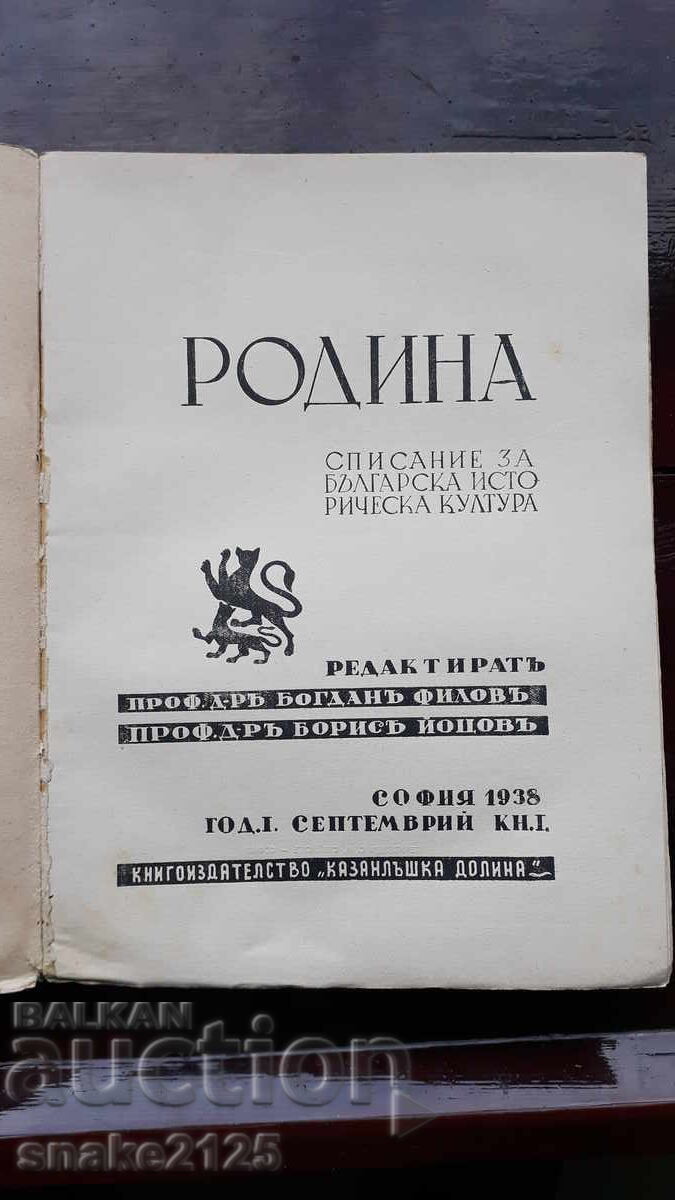 РОДИНА
СПИСАНИЕ ЗА
БЪЛГАРСКА ИСТО-
РИЧЕСКА КУЛТУРА
РЕДАКТИРАТЪ
ПРОФ. Д-РЪ БОГДАНЪ ФИЛОВЪ
ПРОФ. Д-РЪ БОРИСЪ ЙОЦОВЪ
СОФИЯ 1938
ГОД. I. СЕПТЕМВРИЙ КН. I.
КНИГОИЗДАТЕЛСТВО „КАЗАНЛЪШКА ДОЛИНА“
BALKAN
auction
snake2125